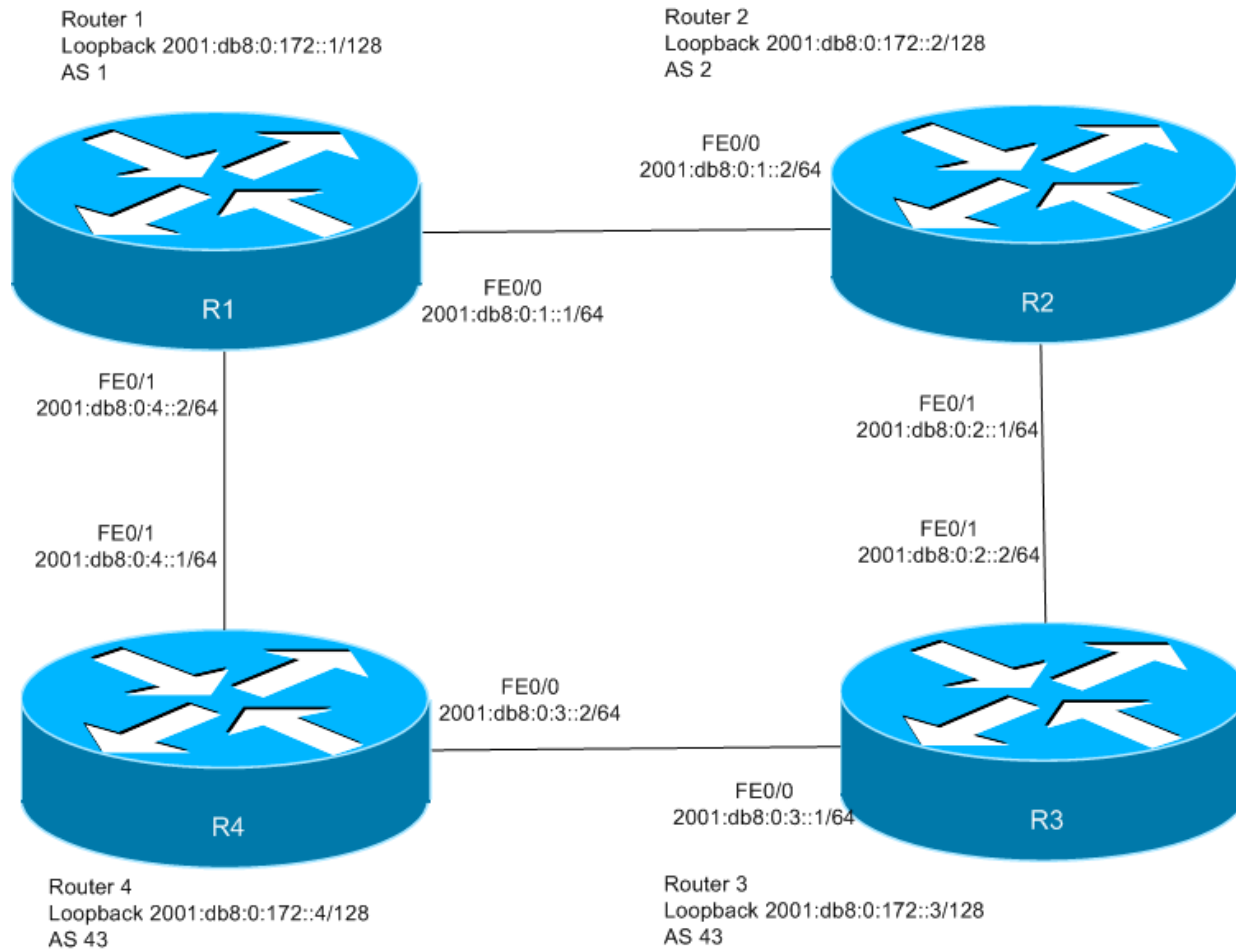 Router 1
Loopback 2001:db8:0:172::1/128
AS 1
Router 2
Loopback 2001:db8:0:172::2/128
AS 2
FE0/0
2001:db8:0:1::2/64
R1
FE0/0
2001:db8:0:1::1/64
R2
FE0/1
2001:db8:0:4::2/64
FE0/1
2001:db8:0:2::1/64
FE0/1
2001:db8:0:4::1/64
FE0/1
2001:db8:0:2::2/64
FE0/0
2001:db8:0:3::2/64
R4
FE0/0
2001:db8:0:3::1/64
R3
Router 4
Loopback 2001:db8:0:172::4/128
AS 43
Router 3
Loopback 2001:db8:0:172::3/128
AS 43